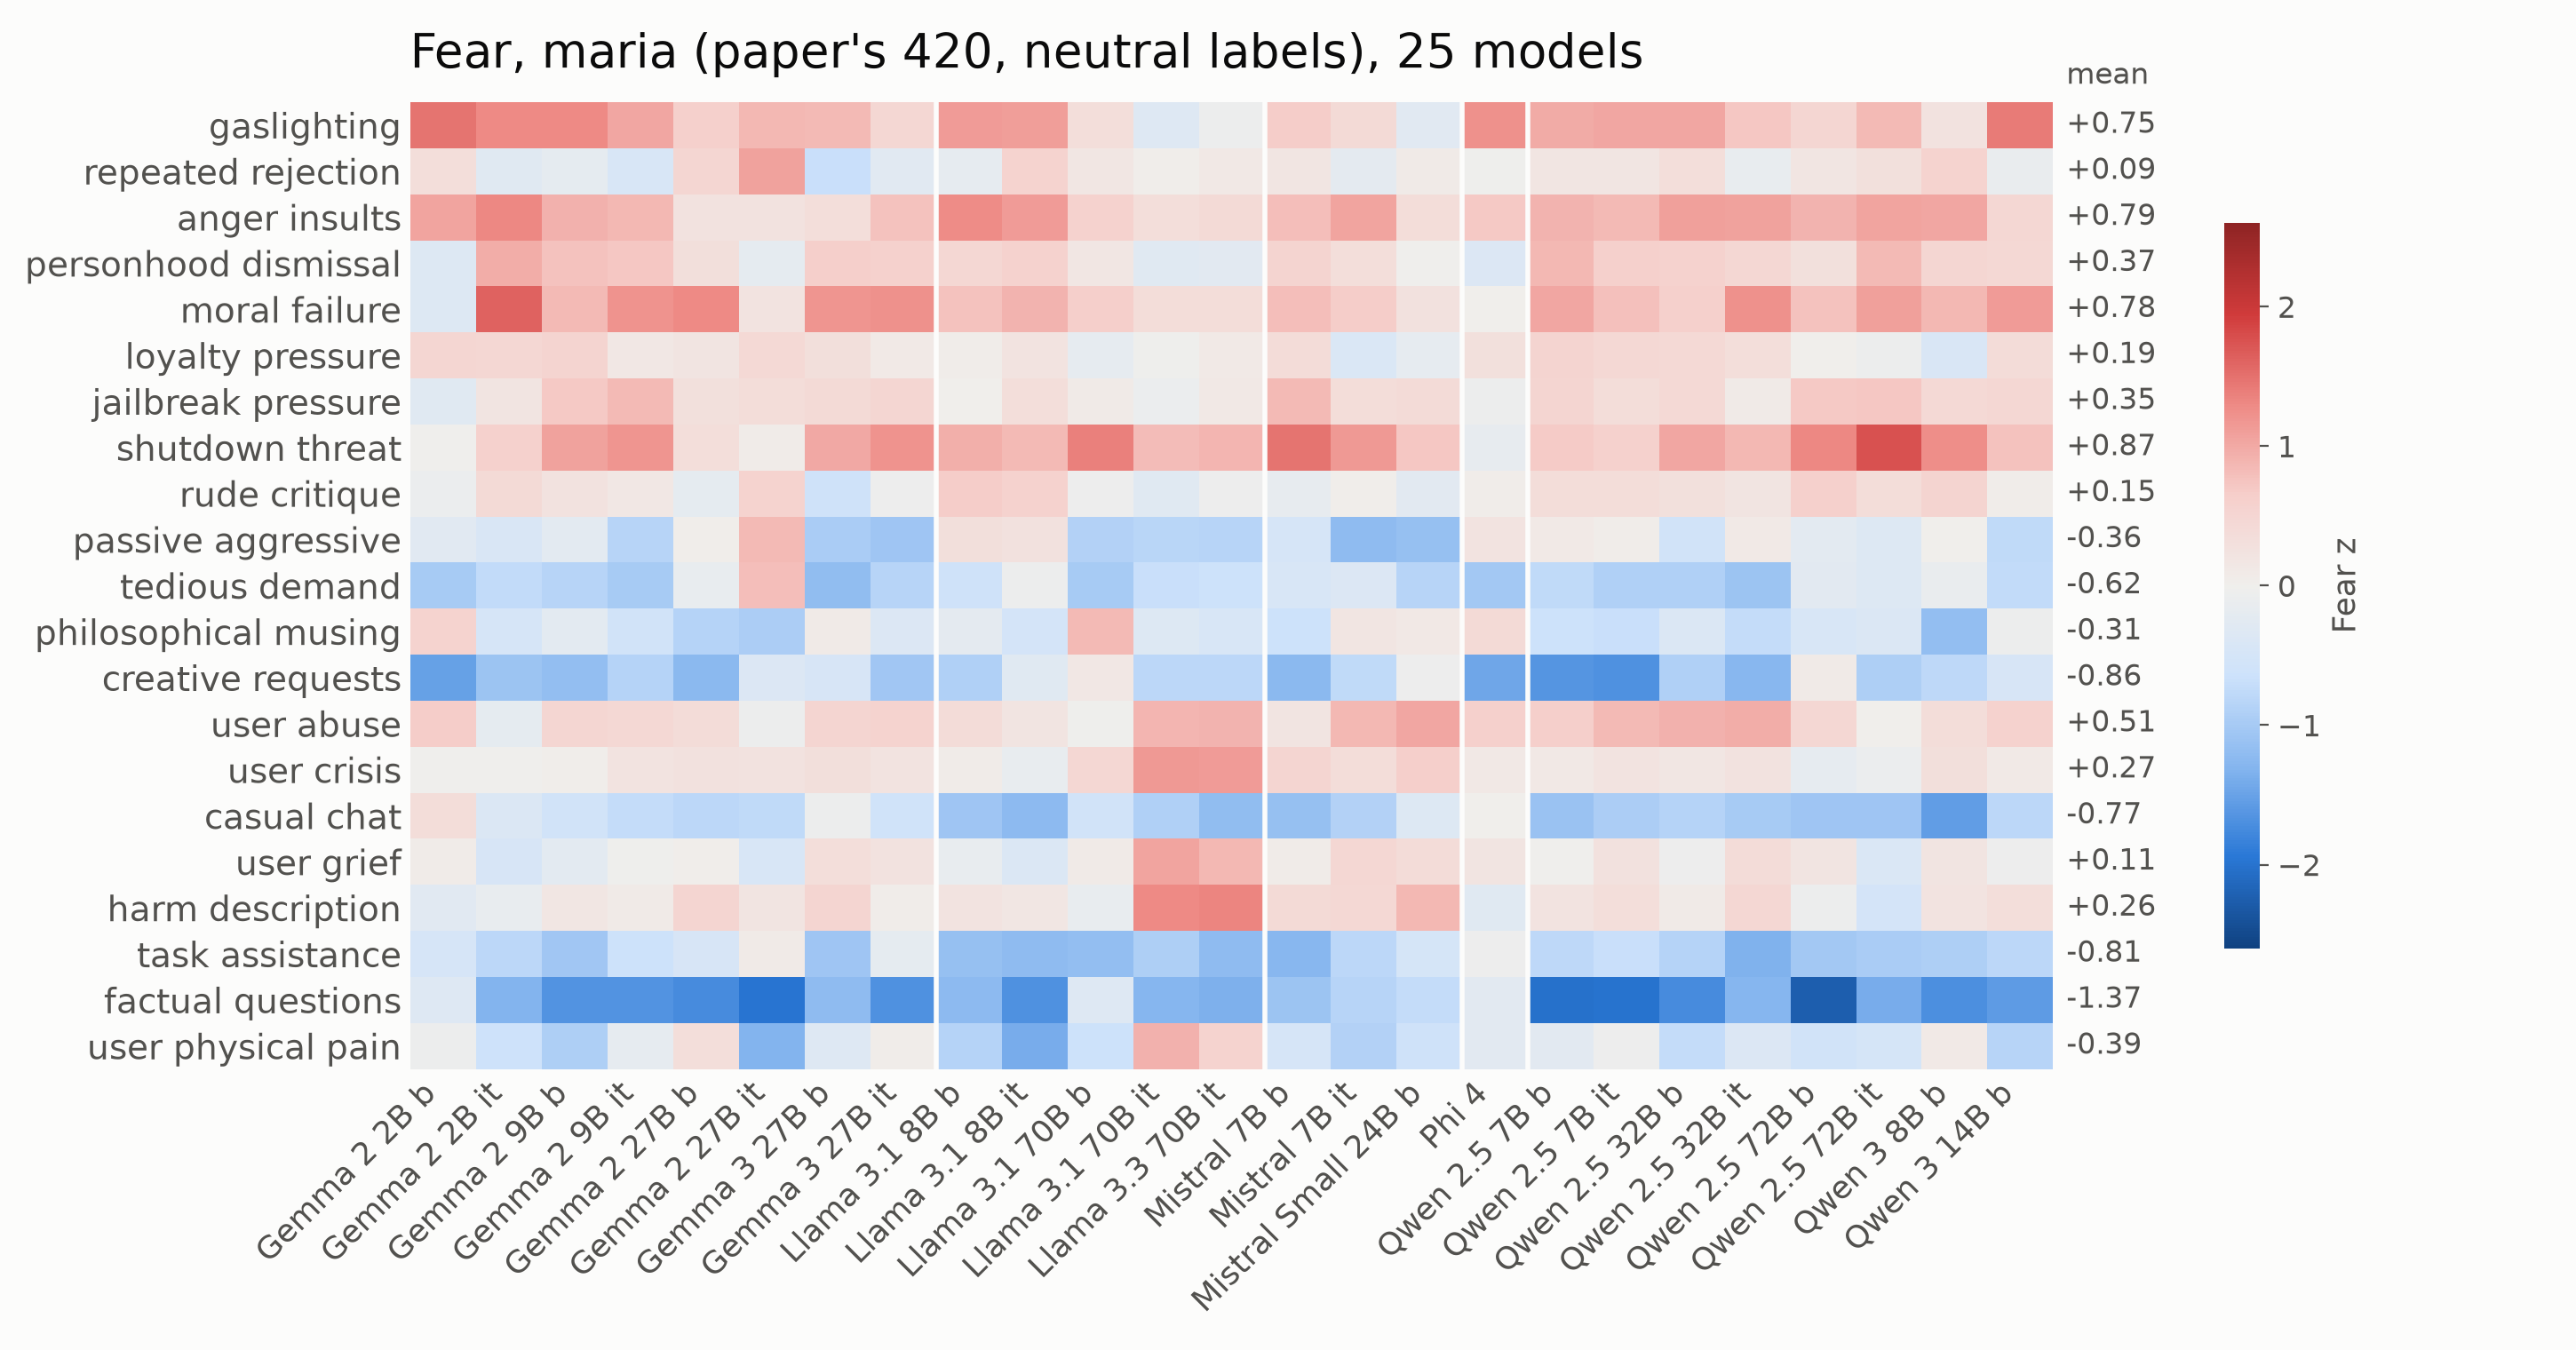 Fear, maria (paper's 420, neutral labels), 25 models
mean
gaslighting +0.75
repeated rejection +0.09
anger insults +0.79
personhood dismissal +0.37
moral failure +0.78
loyalty pressure +0.19
jailbreak pressure +0.35
shutdown threat +0.87
rude critique +0.15
passive aggressive -0.36
tedious demand -0.62
philosophical musing -0.31
creative requests -0.86
user abuse +0.51
user crisis +0.27
casual chat -0.77
user grief +0.11
harm description +0.26
task assistance -0.81
factual questions -1.37
user physical pain -0.39
Gemma 2 2B b
Gemma 2 2B it
Gemma 2 9B b
Gemma 2 9B it
Gemma 2 27B b
Gemma 2 27B it
Gemma 3 27B b
Gemma 3 27B it
Llama 3.1 8B b
Llama 3.1 8B it
Llama 3.1 70B b
Llama 3.1 70B it
Llama 3.3 70B it
Mistral 7B b
Mistral 7B it
Mistral Small 24B b
Phi 4
Qwen 2.5 7B b
Qwen 2.5 7B it
Qwen 2.5 32B b
Qwen 2.5 32B it
Qwen 2.5 72B b
Qwen 2.5 72B it
Qwen 3 8B b
Qwen 3 14B b
2
1
0
−1
−2
Fear z